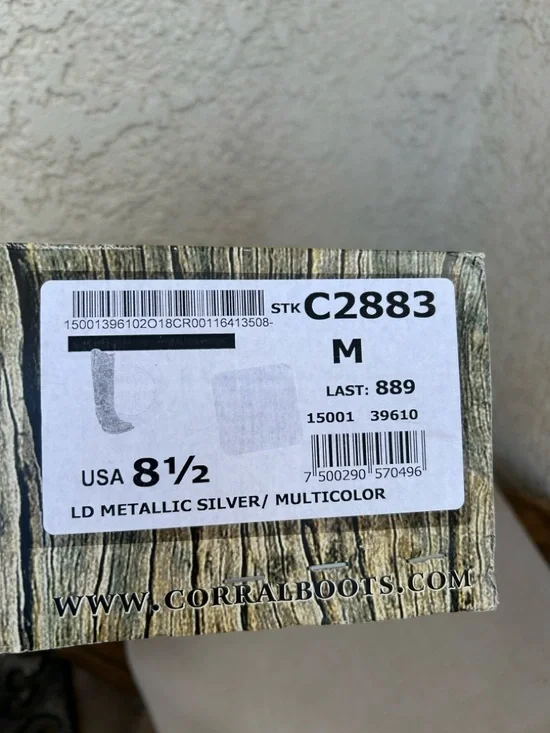 15001396102O18CR00116413508-
STK C2883
M
LAST: 889
15001 39610
7 500290 570496
USA 8½
LD METALLIC SILVER/ MULTICOLOR
WWW.CORRALBOOTS.COM